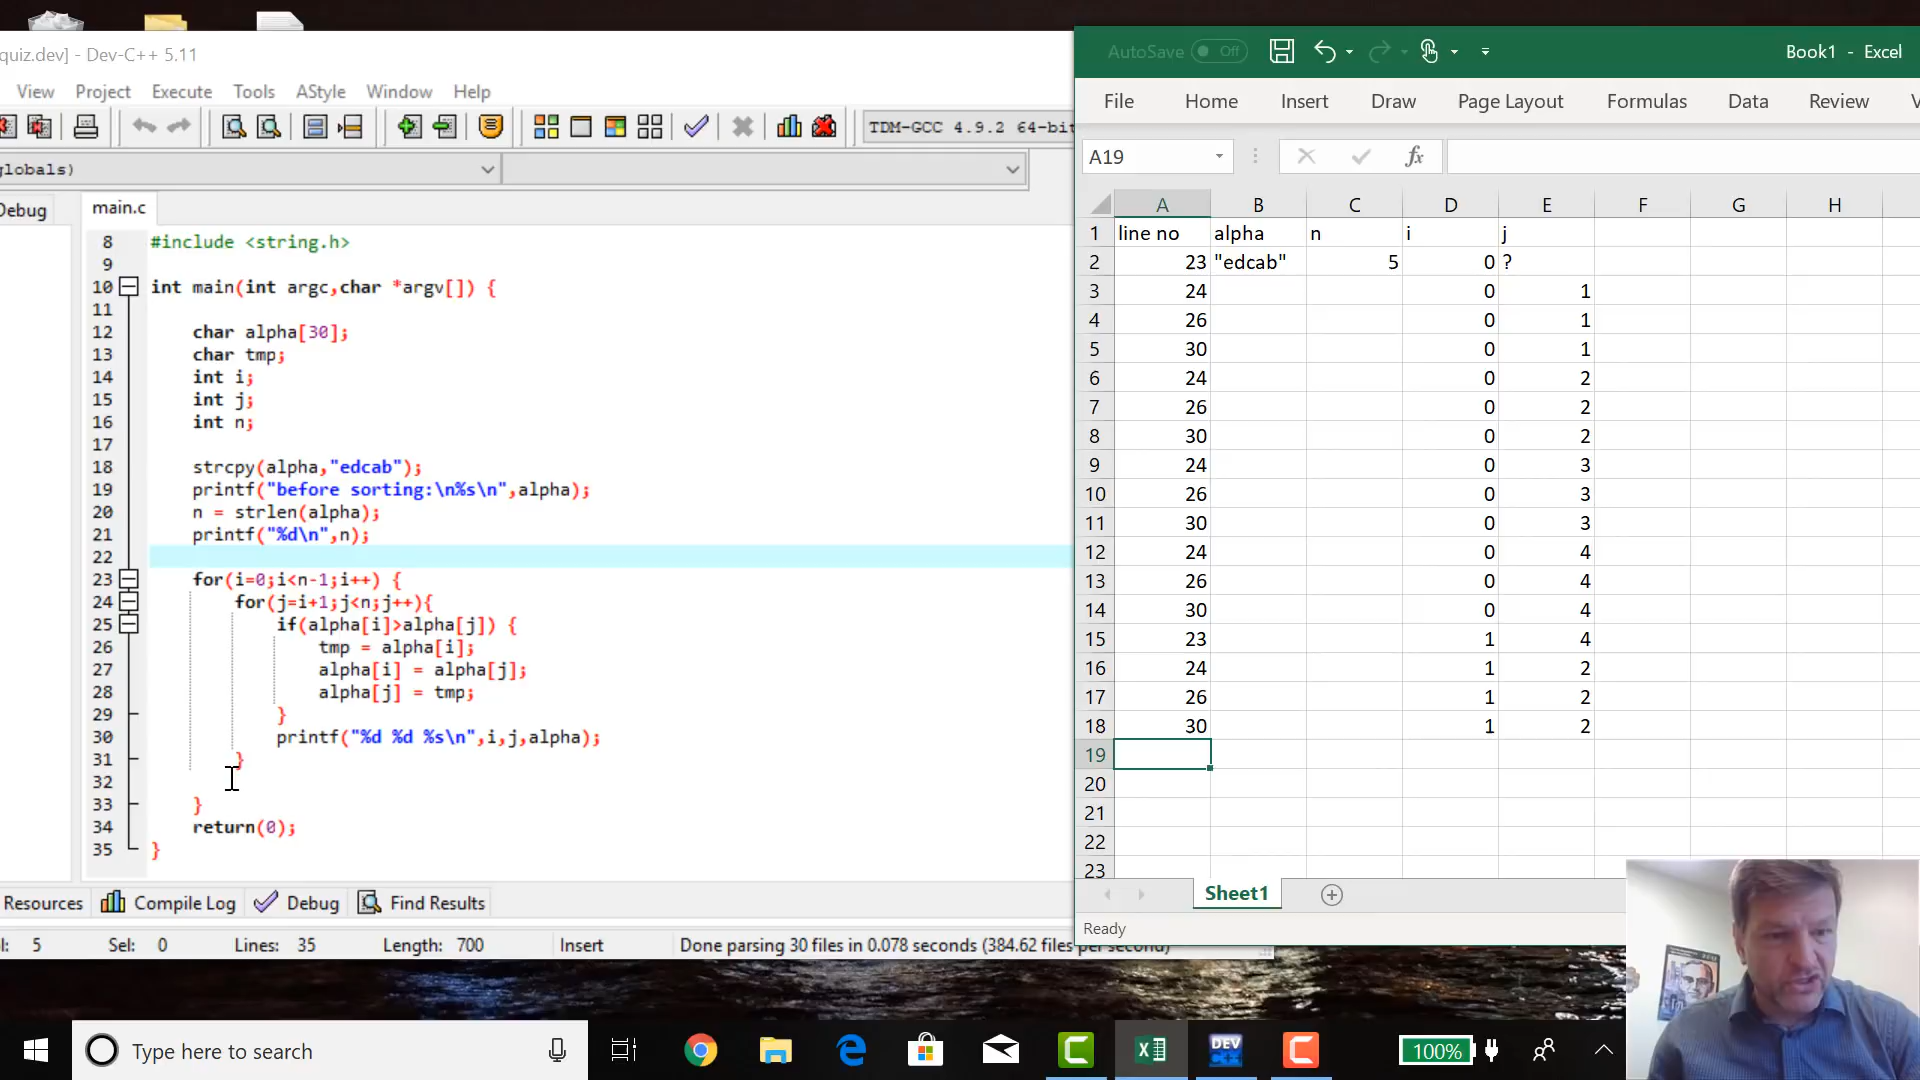 quiz.dev] - Dev-C++ 5.11
View Project Execute Tools AStyle Window Help
TDM-GCC 4.9.2 64-bit
globals)
Debug
main.c
8 #include <string.h>
9
10 int main(int argc,char *argv[]) {
11
12 char alpha[30];
13 char tmp;
14 int i;
15 int j;
16 int n;
17
18 strcpy(alpha,"edcab");
19 printf("before sorting:\n%s\n",alpha);
20 n = strlen(alpha);
21 printf("%d\n",n);
22
23 for(i=0;i<n-1;i++) {
24 for(j=i+1;j<n;j++){
25 if(alpha[i]>alpha[j]) {
26 tmp = alpha[i];
27 alpha[i] = alpha[j];
28 alpha[j] = tmp;
29 }
30 printf("%d %d %s\n",i,j,alpha);
31 }
32
33 }
34 return(0);
35 }
Resources Compile Log Debug Find Results
l: 5 Sel: 0 Lines: 35 Length: 700 Insert Done parsing 30 files in 0.078 seconds (384.62 files per second)
AutoSave Off Book1 - Excel
File Home Insert Draw Page Layout Formulas Data Review
A19 fx
A B C D E F G H
1 line no alpha n i j
2 23 "edcab" 5 0 ?
3 24 0 1
4 26 0 1
5 30 0 1
6 24 0 2
7 26 0 2
8 30 0 2
9 24 0 3
10 26 0 3
11 30 0 3
12 24 0 4
13 26 0 4
14 30 0 4
15 23 1 4
16 24 1 2
17 26 1 2
18 30 1 2
19
20
21
22
23
Sheet1
Ready
Type here to search
DEV
100%